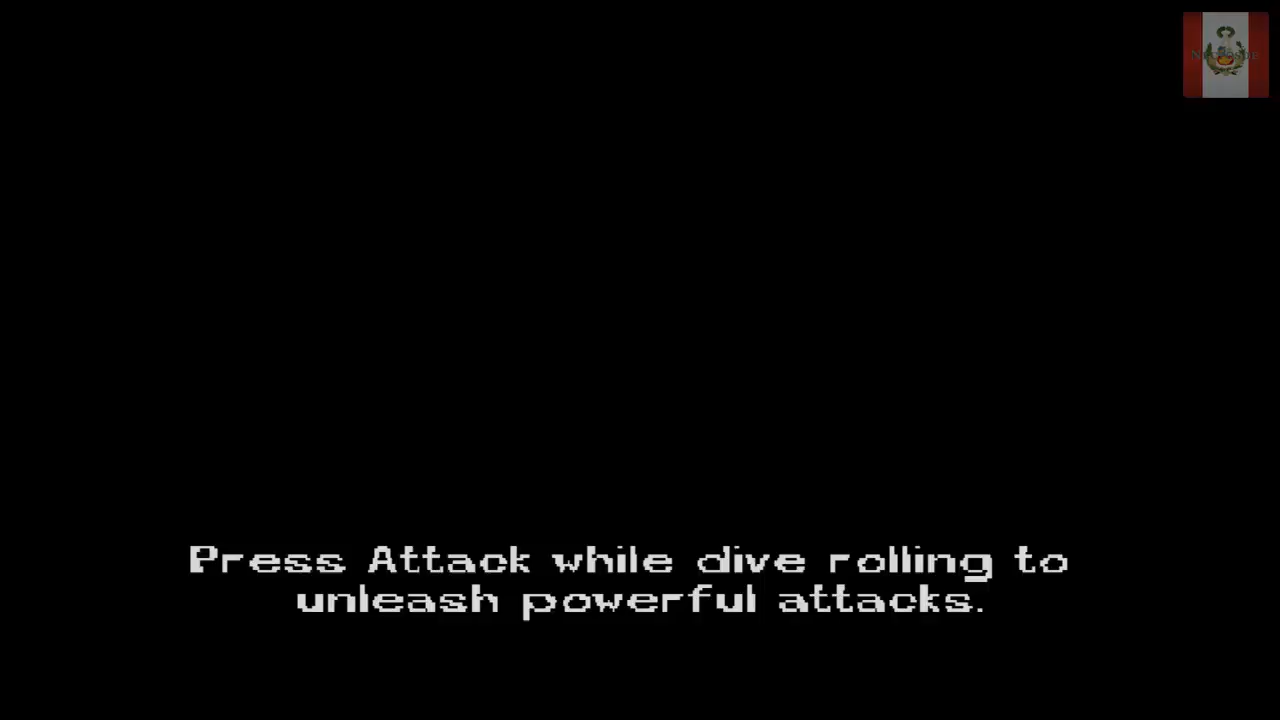 Press Attack while dive rolling to
unleash powerful attacks.